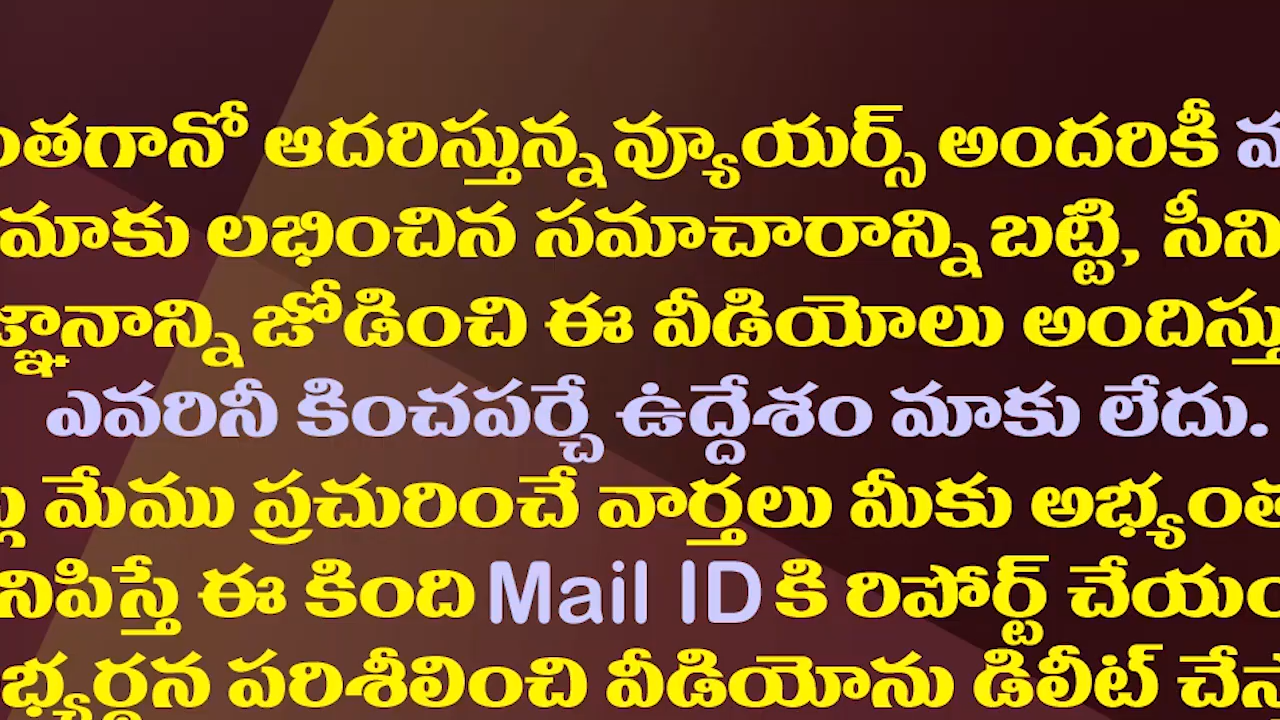 ంతగానో ఆదరిస్తున్న వ్యూయర్స్ అందరికీ
మాకు లభించిన సమాచారాన్ని బట్టి, సీని
జ్ఞానాన్ని జోడించి ఈ వీడియోలు అందిస్తు
ఎవరినీ కించపర్చే ఉద్దేశం మాకు లేదు.
మేము ప్రచురించే వార్తలు మీకు అభ్యంత
నిపిస్తే ఈ కింది Mail ID కి రిపోర్ట్ చేయం
భ్యర్థన పరిశీలించి వీడియోను డిలీట్ చేస